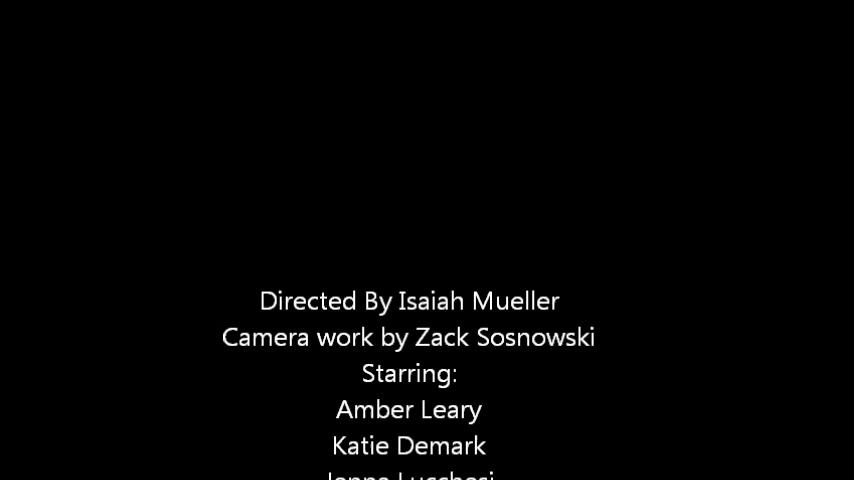 Directed By Isaiah Mueller
Camera work by Zack Sosnowski
Starring:
Amber Leary
Katie Demark